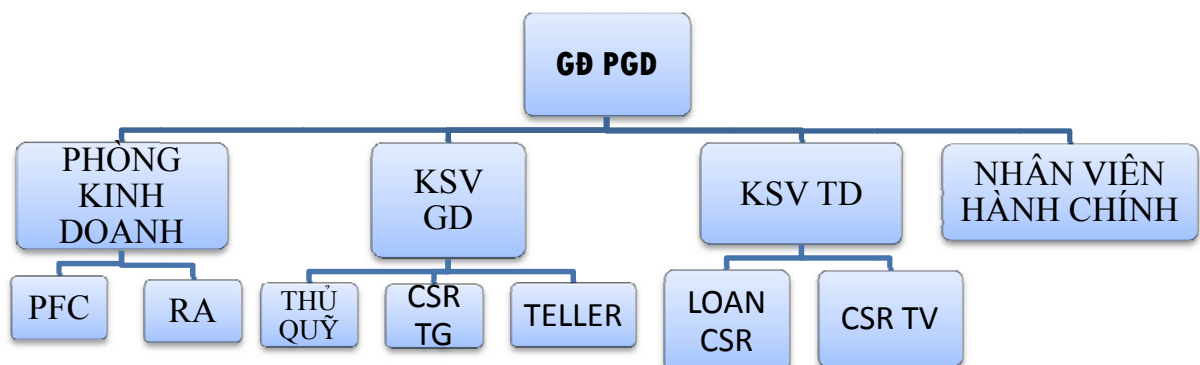 GĐ PGD
PHÒNG
KINH
DOANH
KSV
GD
KSV TD
NHÂN VIÊN
HÀNH CHÍNH
PFC
RA
THỦ
QUỸ
CSR
TG
TELLER
LOAN
CSR
CSR TV